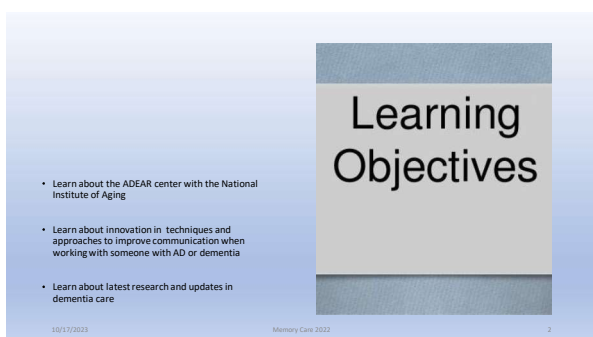 Learning
Objectives
• Learn about the ADEAR center with the National
Institute of Aging
• Learn about innovation in techniques and
approaches to improve communication when
working with someone with AD or dementia
• Learn about latest research and updates in
dementia care
10/17/2023
Memory Care 2022
2